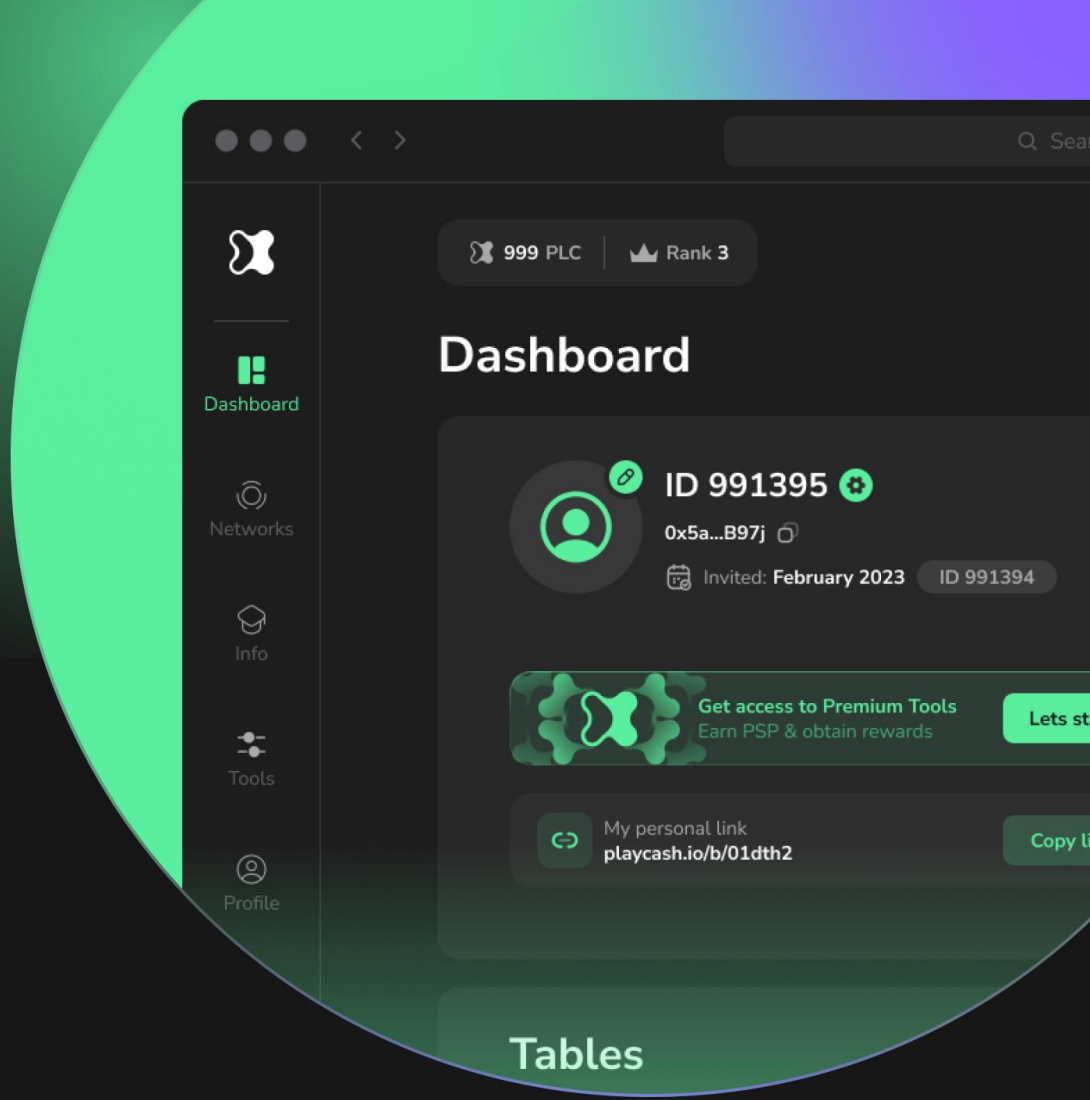 Sear
999 PLC
Rank 3
Dashboard
Dashboard
Networks
Info
Tools
Profile
ID 991395
0x5a...B97j
Invited: February 2023 ID 991394
Get access to Premium Tools
Earn PSP & obtain rewards
Lets st
My personal link
playcash.io/b/01dth2
Copy li
Tables